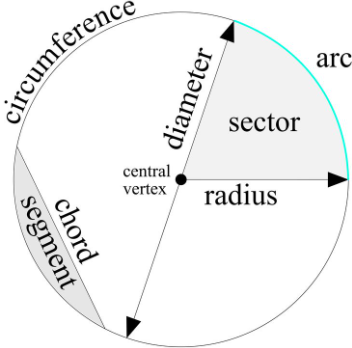 circumference
arc
diameter
sector
central
vertex
radius
chord
segment